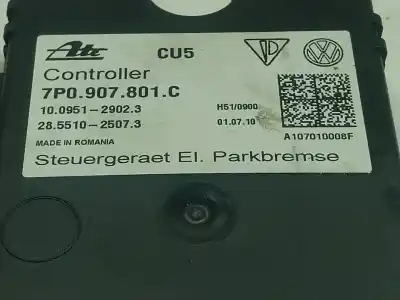 Ate CU5
Controller
7P0.907.801.C
10.0951-2902.3 H51/0900
28.5510-2507.3 01.07.10
MADE IN ROMANIA A107010008F
Steuergeraet El. Parkbremse